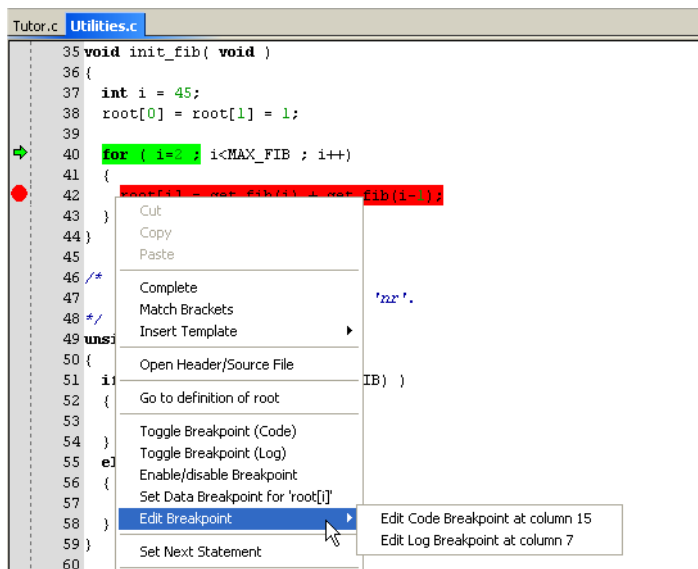 Tutor.c Utilities.c
35 void init_fib( void )
36 {
37 int i = 45;
38 root[0] = root[1] = 1;
39
40 for ( i=2 ; i<MAX_FIB ; i++)
41 {
42 root[i] = get_fib(i) + get_fib(i-1);
43 }
44 }
45
46 /*
47 'nr'.
48 */
49 unsi
50 {
51 if IB) )
52 {
53
54 }
55 el
56 {
57
58 }
59 }
60
Cut
Copy
Paste
Complete
Match Brackets
Insert Template
Open Header/Source File
Go to definition of root
Toggle Breakpoint (Code)
Toggle Breakpoint (Log)
Enable/disable Breakpoint
Set Data Breakpoint for 'root[i]'
Edit Breakpoint
Set Next Statement
Edit Code Breakpoint at column 15
Edit Log Breakpoint at column 7